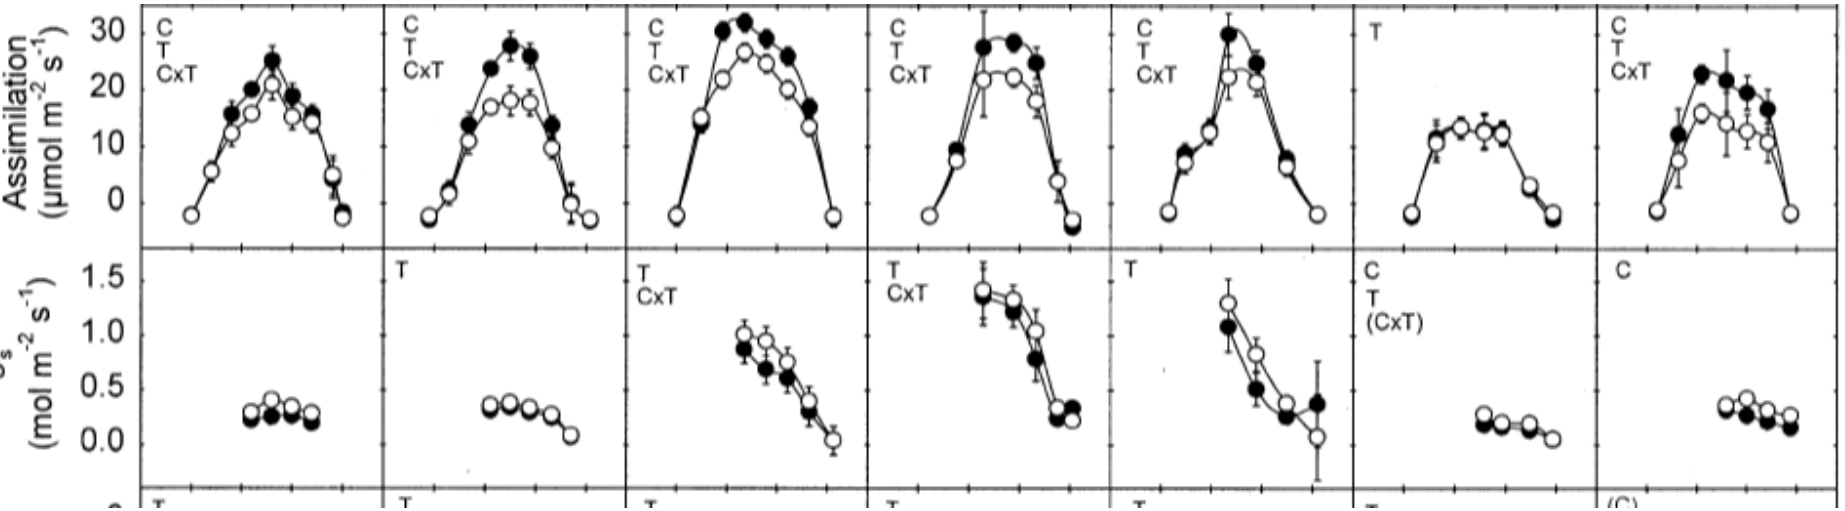 Assimilation
(μmol m⁻² s⁻¹)
30
20
10
0
C
T
CxT
C
T
CxT
C
T
CxT
C
T
CxT
C
T
CxT
T
C
T
CxT
(mol m⁻² s⁻¹)
1.5
1.0
0.5
0.0
T
T
CxT
T
CxT
T
C
T
(CxT)
C
T
T
T
T
T
T
(C)